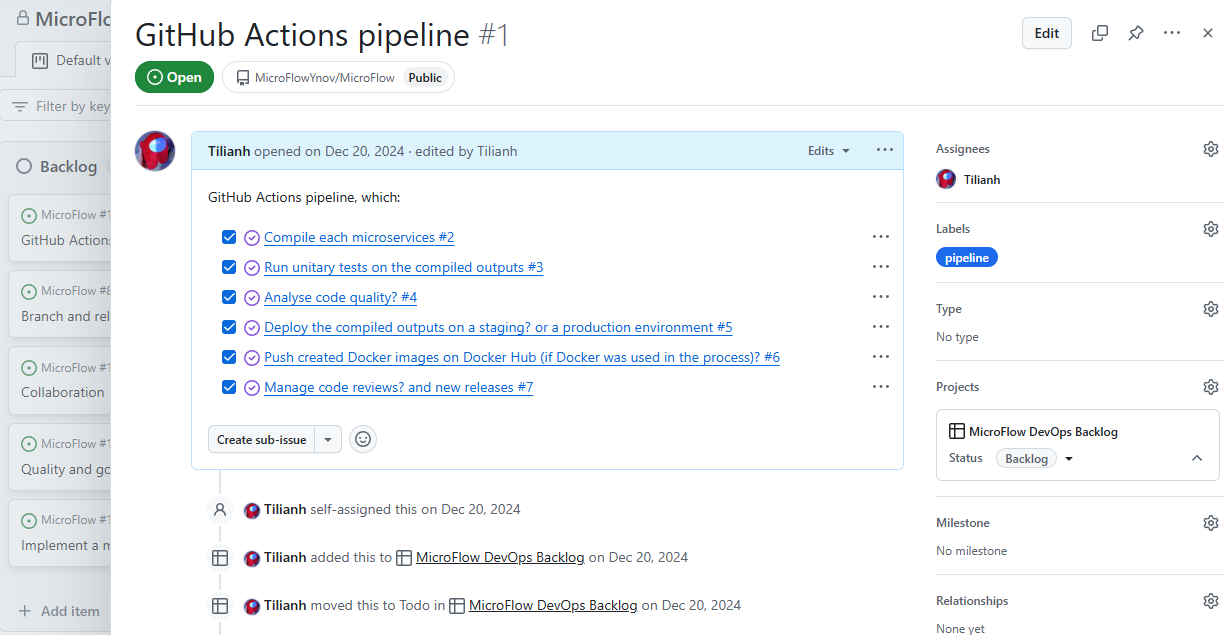 MicroFlo
Default v
Filter by key
Backlog
MicroFlow #1
GitHub Actions
MicroFlow #8
Branch and rel
MicroFlow #1
Collaboration
MicroFlow #1
Quality and go
MicroFlow #1
Implement a m
+ Add item
GitHub Actions pipeline #1
Edit
Open
MicroFlowYnov/MicroFlow Public
Tilianh opened on Dec 20, 2024 · edited by Tilianh
Edits
GitHub Actions pipeline, which:
Compile each microservices #2
Run unitary tests on the compiled outputs #3
Analyse code quality? #4
Deploy the compiled outputs on a staging? or a production environment #5
Push created Docker images on Docker Hub (if Docker was used in the process)? #6
Manage code reviews? and new releases #7
Create sub-issue
Tilianh self-assigned this on Dec 20, 2024
Tilianh added this to MicroFlow DevOps Backlog on Dec 20, 2024
Tilianh moved this to Todo in MicroFlow DevOps Backlog on Dec 20, 2024
Assignees
Tilianh
Labels
pipeline
Type
No type
Projects
MicroFlow DevOps Backlog
Status Backlog
Milestone
No milestone
Relationships
None yet